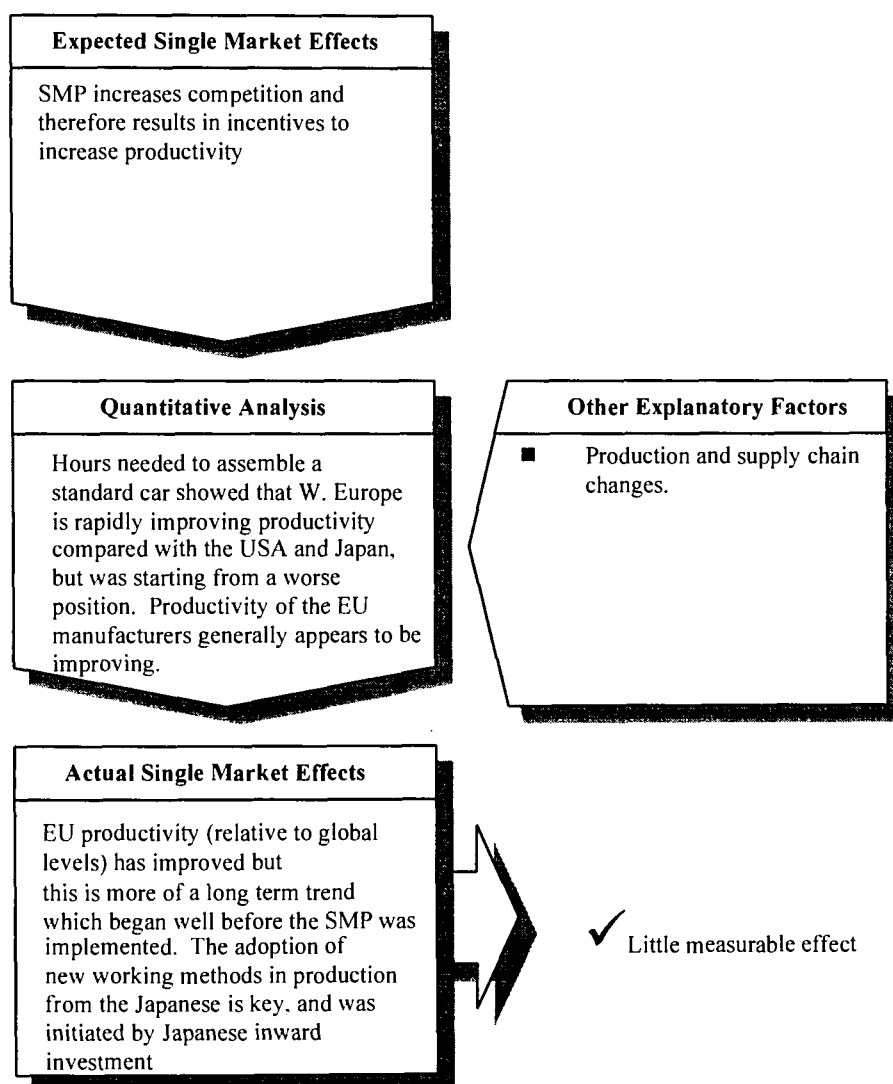 Expected Single Market Effects
SMP increases competition and
therefore results in incentives to
increase productivity
Quantitative Analysis
Hours needed to assemble a
standard car showed that W. Europe
is rapidly improving productivity
compared with the USA and Japan,
but was starting from a worse
position. Productivity of the EU
manufacturers generally appears to be
improving.
Other Explanatory Factors
■ Production and supply chain
changes.
Actual Single Market Effects
EU productivity (relative to global
levels) has improved but
this is more of a long term trend
which began well before the SMP was
implemented. The adoption of
new working methods in production
from the Japanese is key, and was
initiated by Japanese inward
investment
✓ Little measurable effect